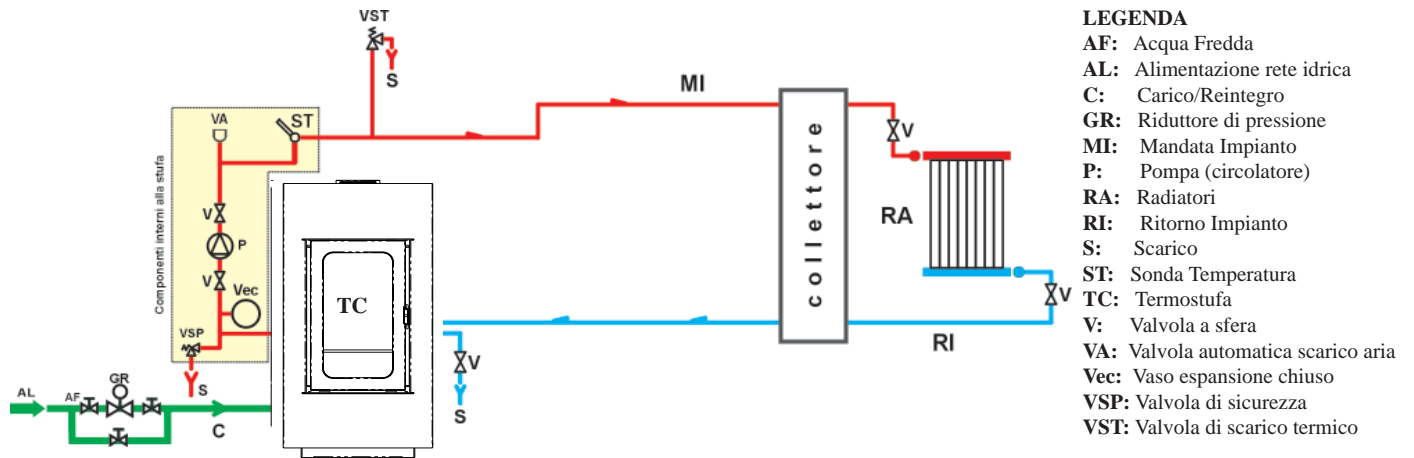 VST
S
MI
VA
ST
V
Componenti interni alla stufa
V
P
V
Vec
VSP
S
TC
collettore
RA
V
RI
V
S
AL
AF
GR
C
LEGENDA
AF: Acqua Fredda
AL: Alimentazione rete idrica
C: Carico/Reintegro
GR: Riduttore di pressione
MI: Mandata Impianto
P: Pompa (circolatore)
RA: Radiatori
RI: Ritorno Impianto
S: Scarico
ST: Sonda Temperatura
TC: Termostufa
V: Valvola a sfera
VA: Valvola automatica scarico aria
Vec: Vaso espansione chiuso
VSP: Valvola di sicurezza
VST: Valvola di scarico termico